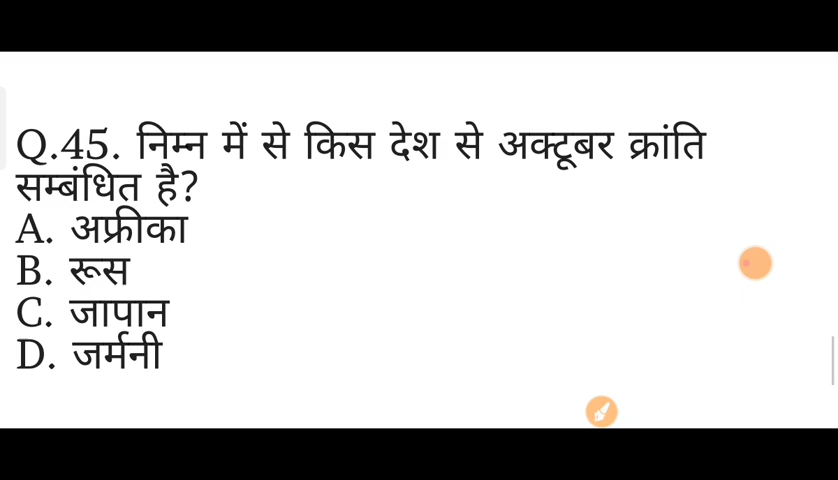 Q.45. निम्न में से किस देश से अक्टूबर क्रांति
सम्बंधित है?
A. अफ्रीका
B. रूस
C. जापान
D. जर्मनी